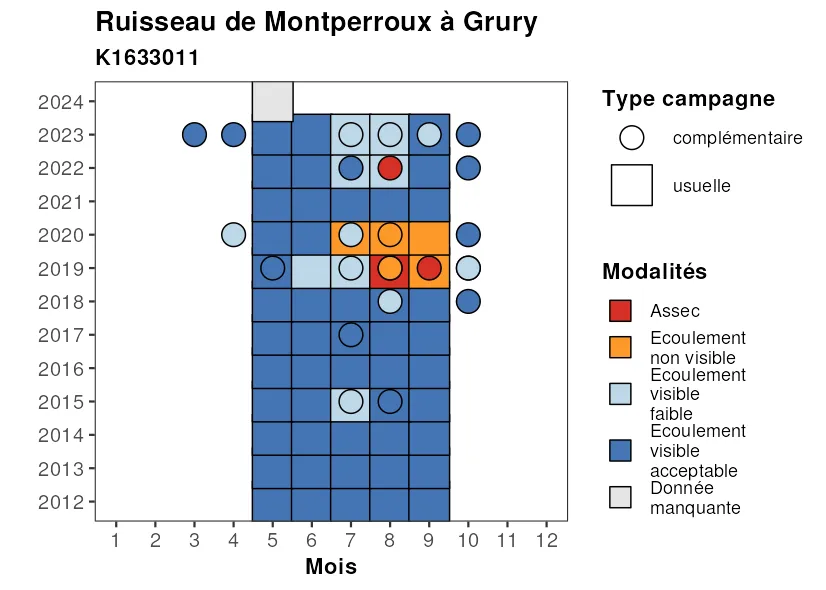 Ruisseau de Montperroux à Grury
K1633011
2024
2023
2022
2021
2020
2019
2018
2017
2016
2015
2014
2013
2012
1 2 3 4 5 6 7 8 9 10 11 12
Mois
Type campagne
complémentaire
usuelle
Modalités
Assec
Ecoulement
non visible
Ecoulement
visible
faible
Ecoulement
visible
acceptable
Donnée
manquante